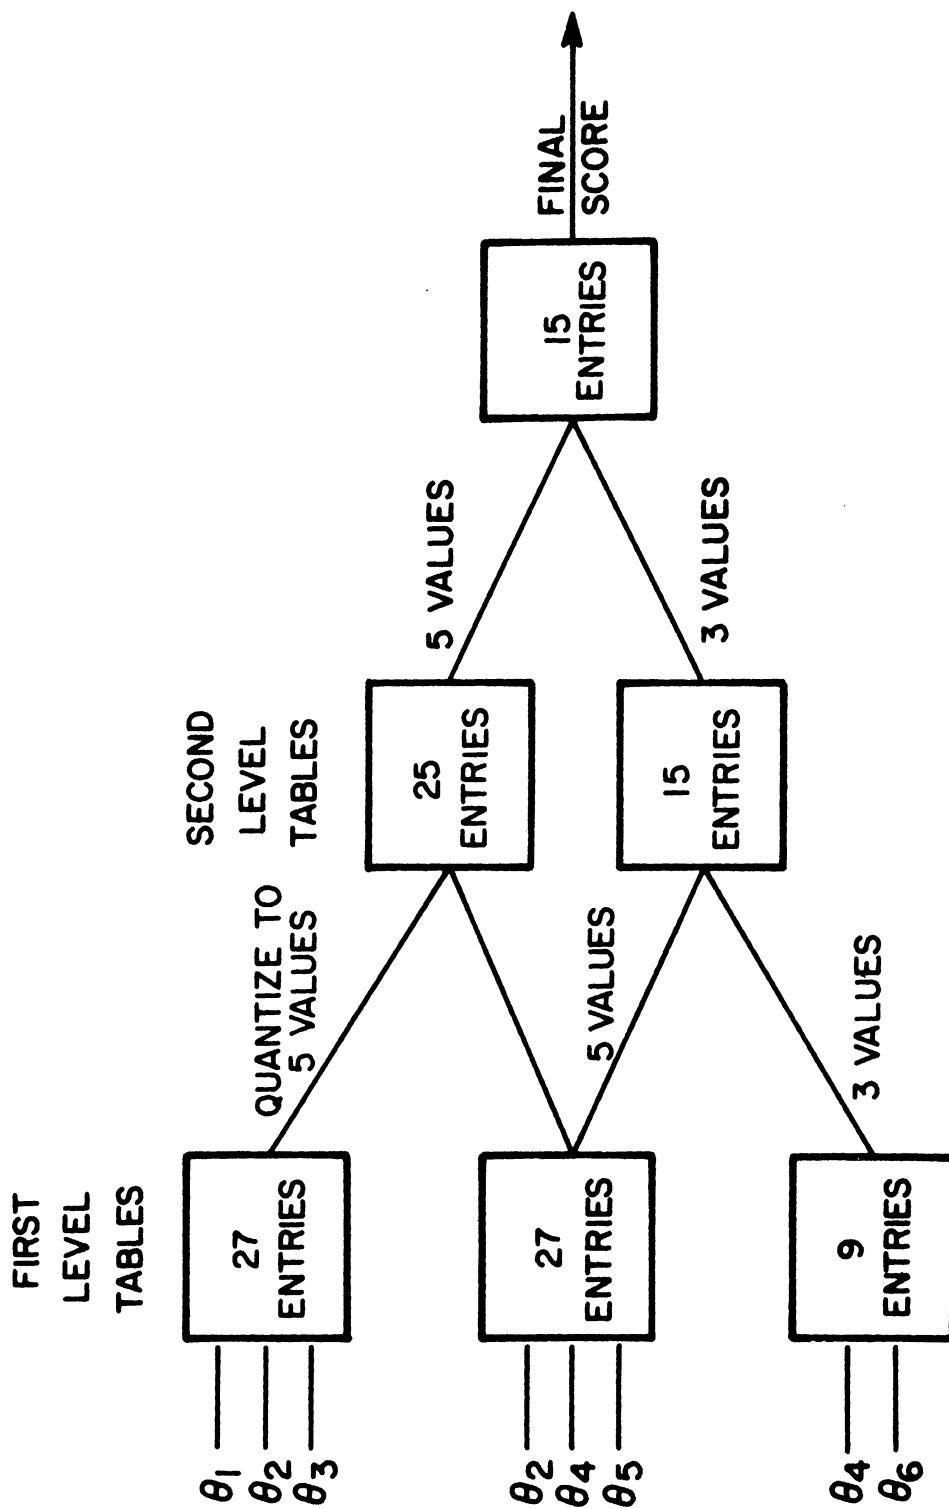 FIRST
LEVEL
TABLES
θ1
θ2
θ3
27
ENTRIES
θ2
θ4
θ5
27
ENTRIES
θ4
θ6
9
ENTRIES
QUANTIZE TO
5 VALUES
5 VALUES
3 VALUES
SECOND
LEVEL
TABLES
25
ENTRIES
15
ENTRIES
5 VALUES
3 VALUES
15
ENTRIES
FINAL
SCORE